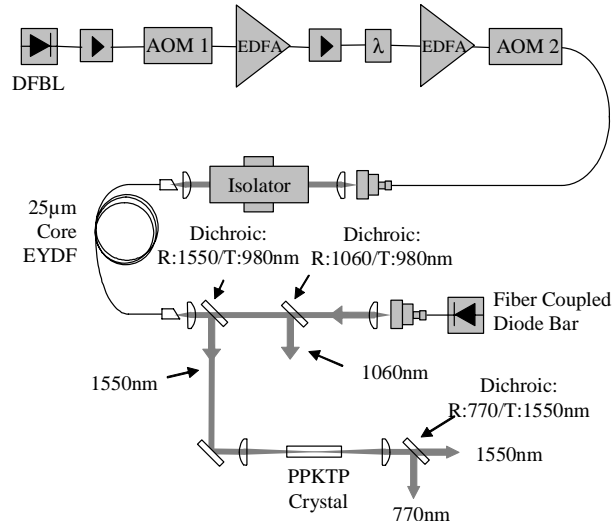 AOM 1
EDFA
λ
EDFA
AOM 2
DFBL
Isolator
25µm
Core
EYDF
Dichroic:
R:1550/T:980nm
Dichroic:
R:1060/T:980nm
Fiber Coupled
Diode Bar
1550nm
1060nm
Dichroic:
R:770/T:1550nm
1550nm
PPKTP
Crystal
770nm